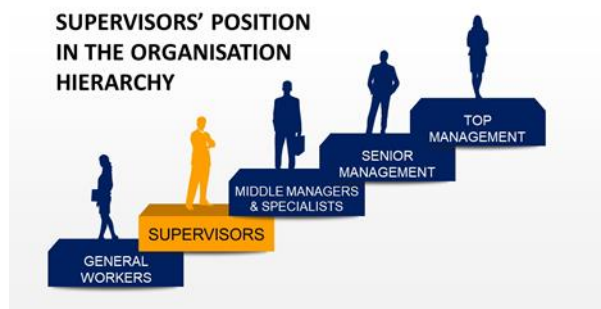 SUPERVISORS’ POSITION
IN THE ORGANISATION
HIERARCHY
TOP
MANAGEMENT
SENIOR
MANAGEMENT
MIDDLE MANAGERS
& SPECIALISTS
SUPERVISORS
GENERAL
WORKERS